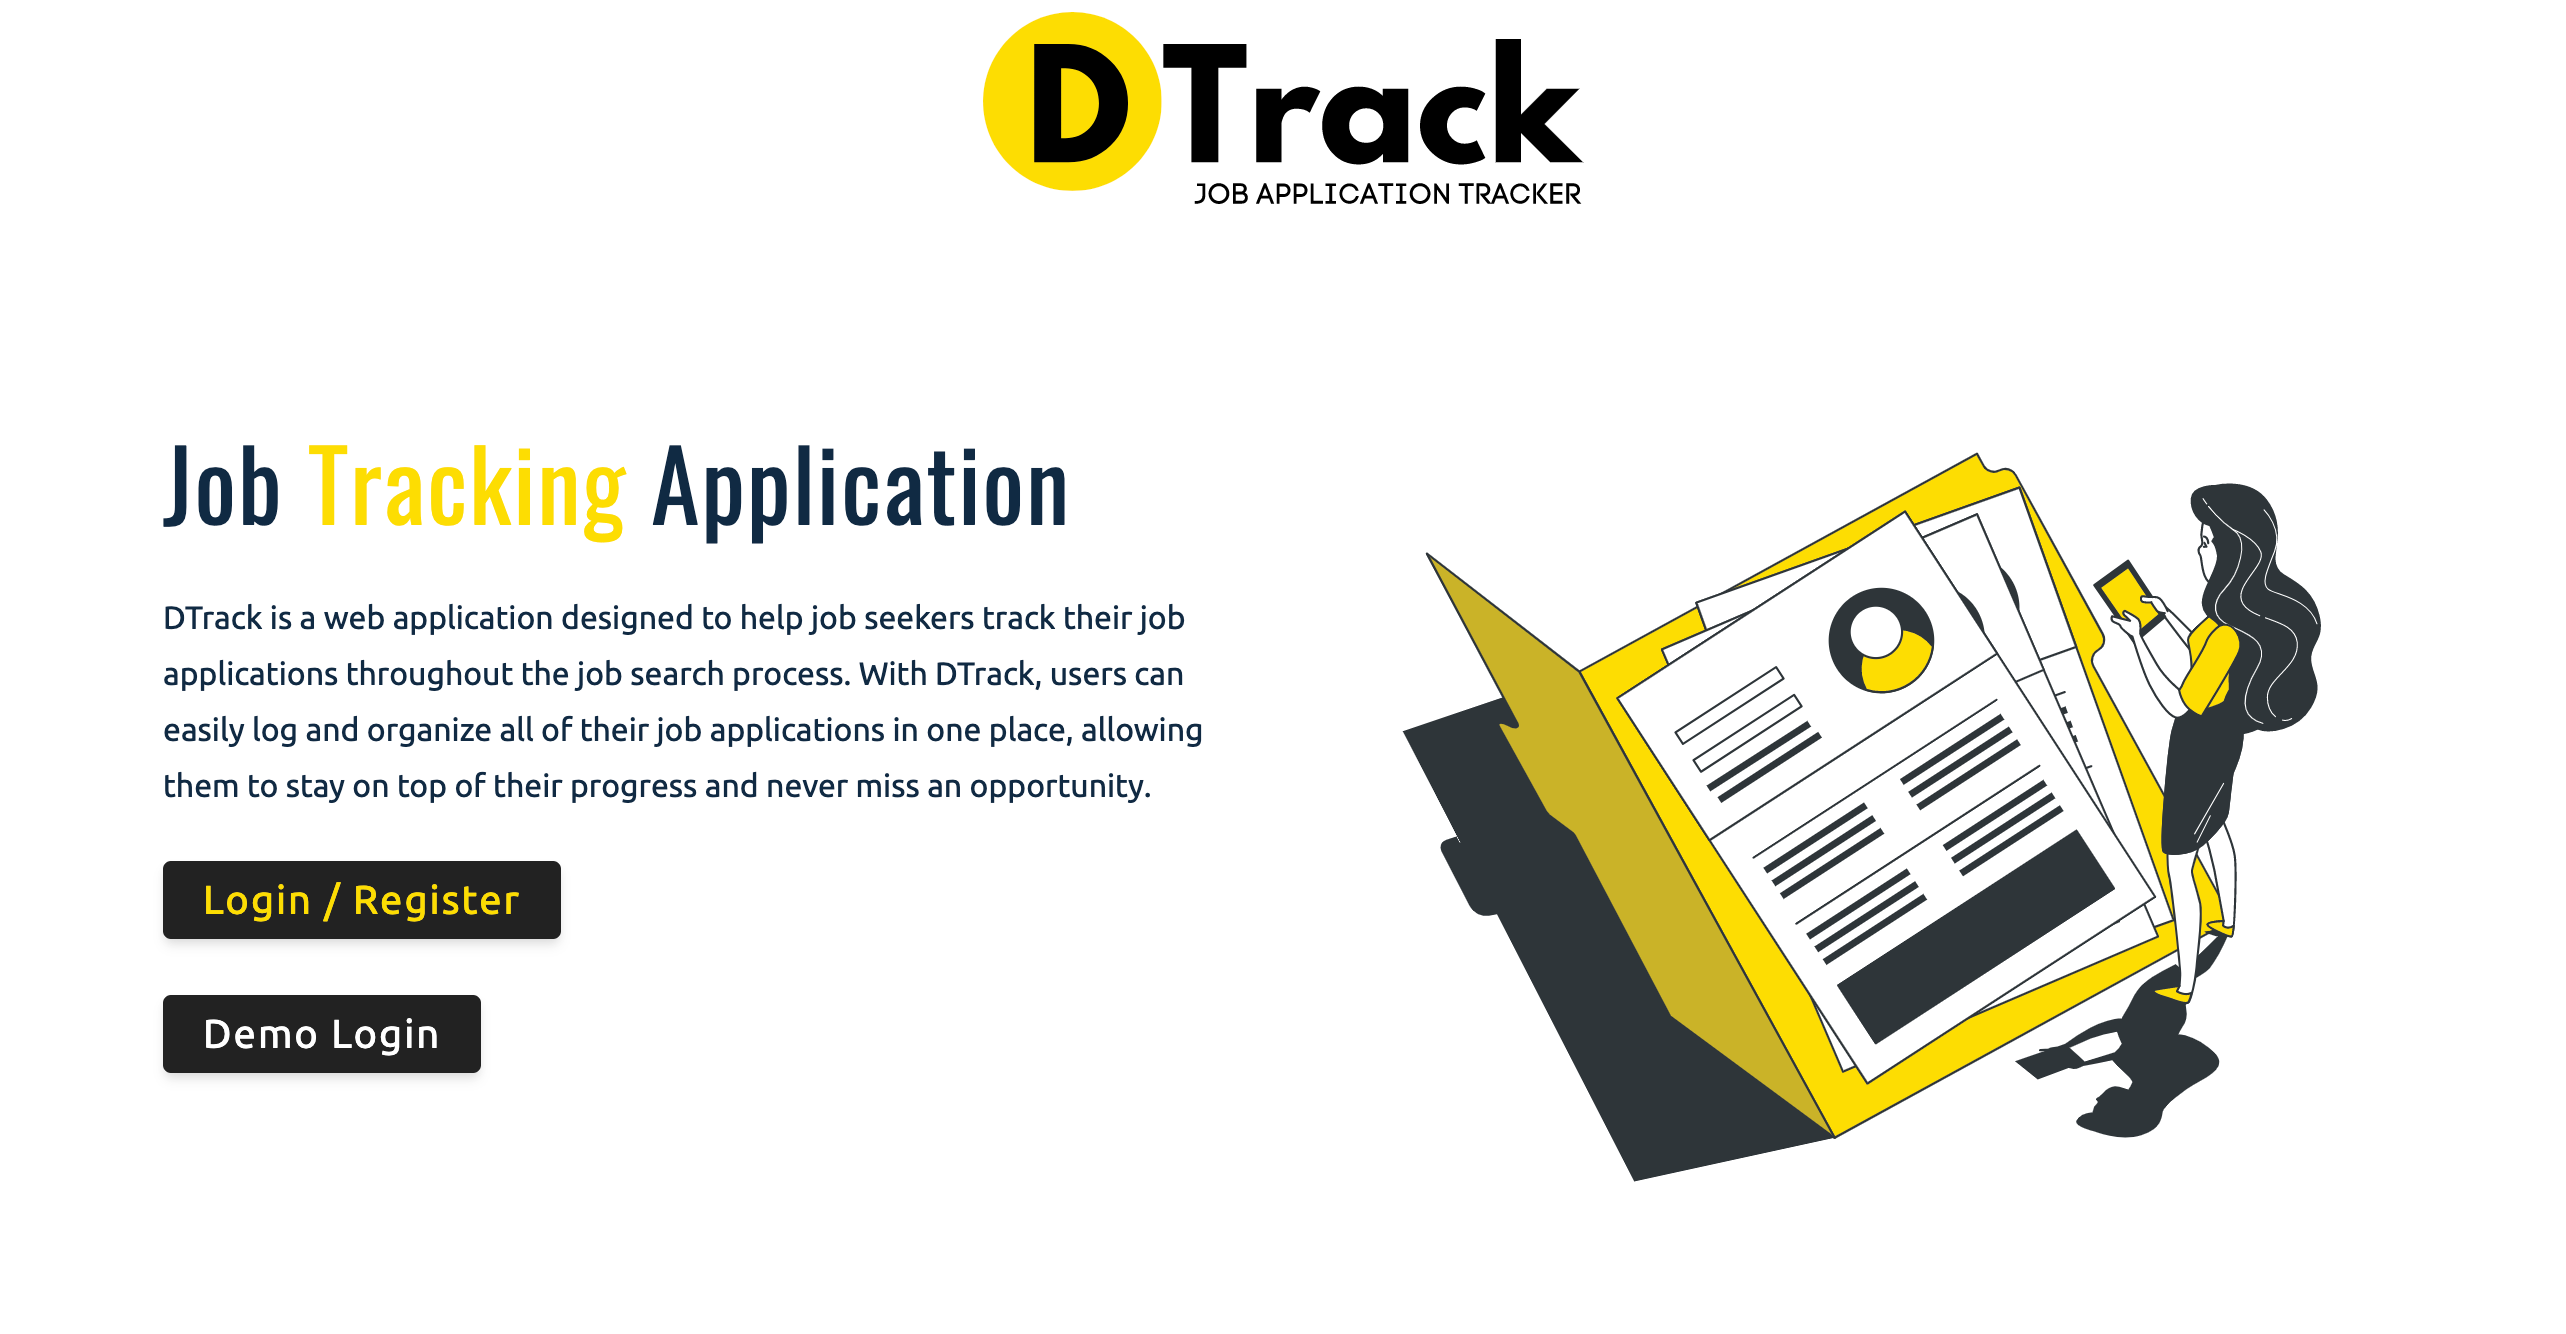 DTrack
JOB APPLICATION TRACKER
Job Tracking Application
DTrack is a web application designed to help job seekers track their job
applications throughout the job search process. With DTrack, users can
easily log and organize all of their job applications in one place, allowing
them to stay on top of their progress and never miss an opportunity.
Login / Register
Demo Login